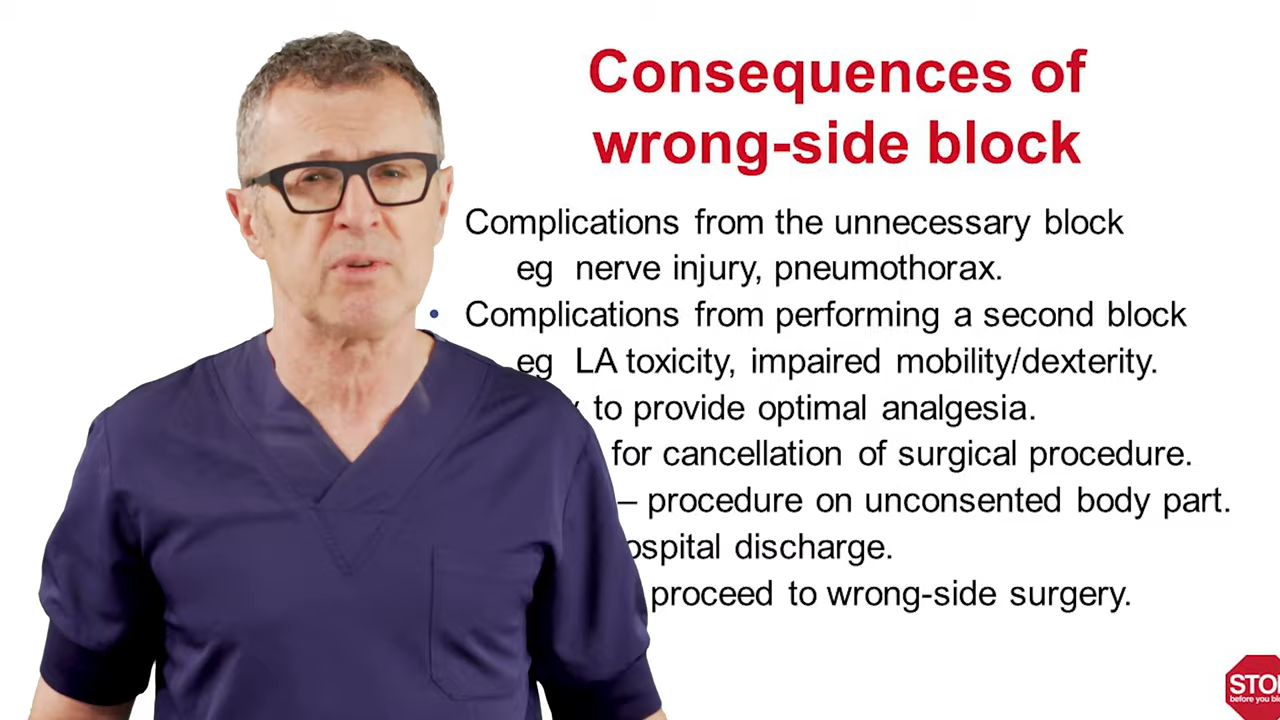 Consequences of
wrong-side block
Complications from the unnecessary block
eg nerve injury, pneumothorax.
• Complications from performing a second block
eg LA toxicity, impaired mobility/dexterity.
to provide optimal analgesia.
for cancellation of surgical procedure.
– procedure on unconsented body part.
discharge.
proceed to wrong-side surgery.
before you